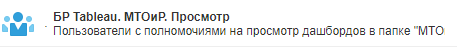 БР Tableau. МТОиР. Просмотр
Пользователи с полномочиями на просмотр дашбордов в папке "МТО